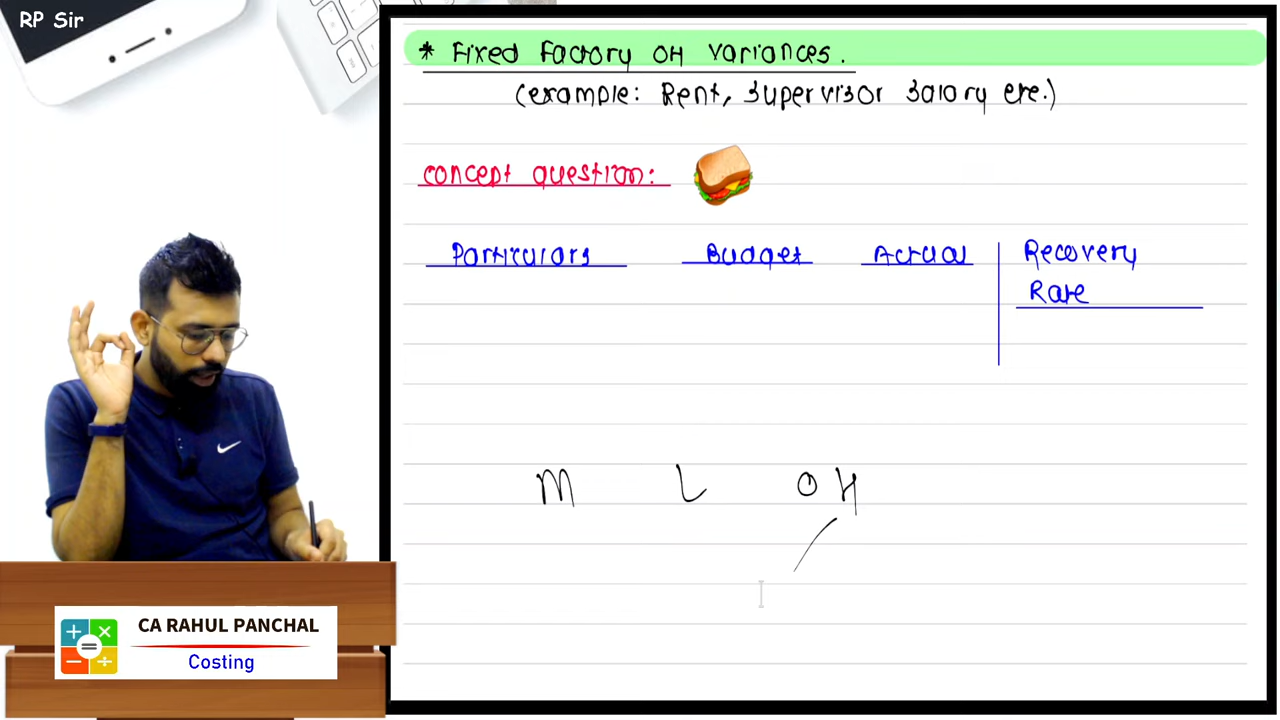 RP Sir
* Fixed Factory OH Variances.
(example: Rent, Supervisor Salary etc.)
Concept question:
Particulars Budget Actual Recovery
Rate
M L OH
CA RAHUL PANCHAL
Costing